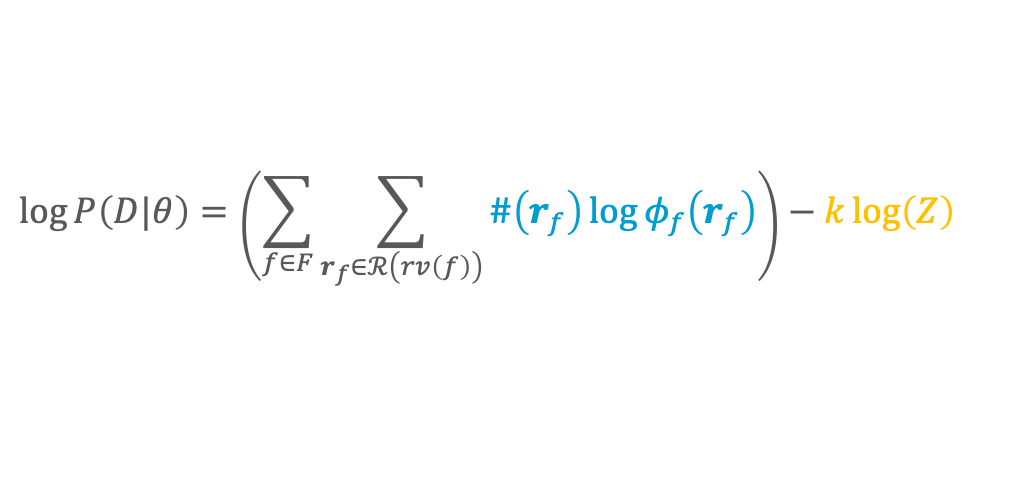 log P(D|θ) = (∑_{f∈F} ∑_{𝒓_f∈ℛ(rv(f))} #(𝒓_f) log ϕ_f(𝒓_f)) − k log(Z)